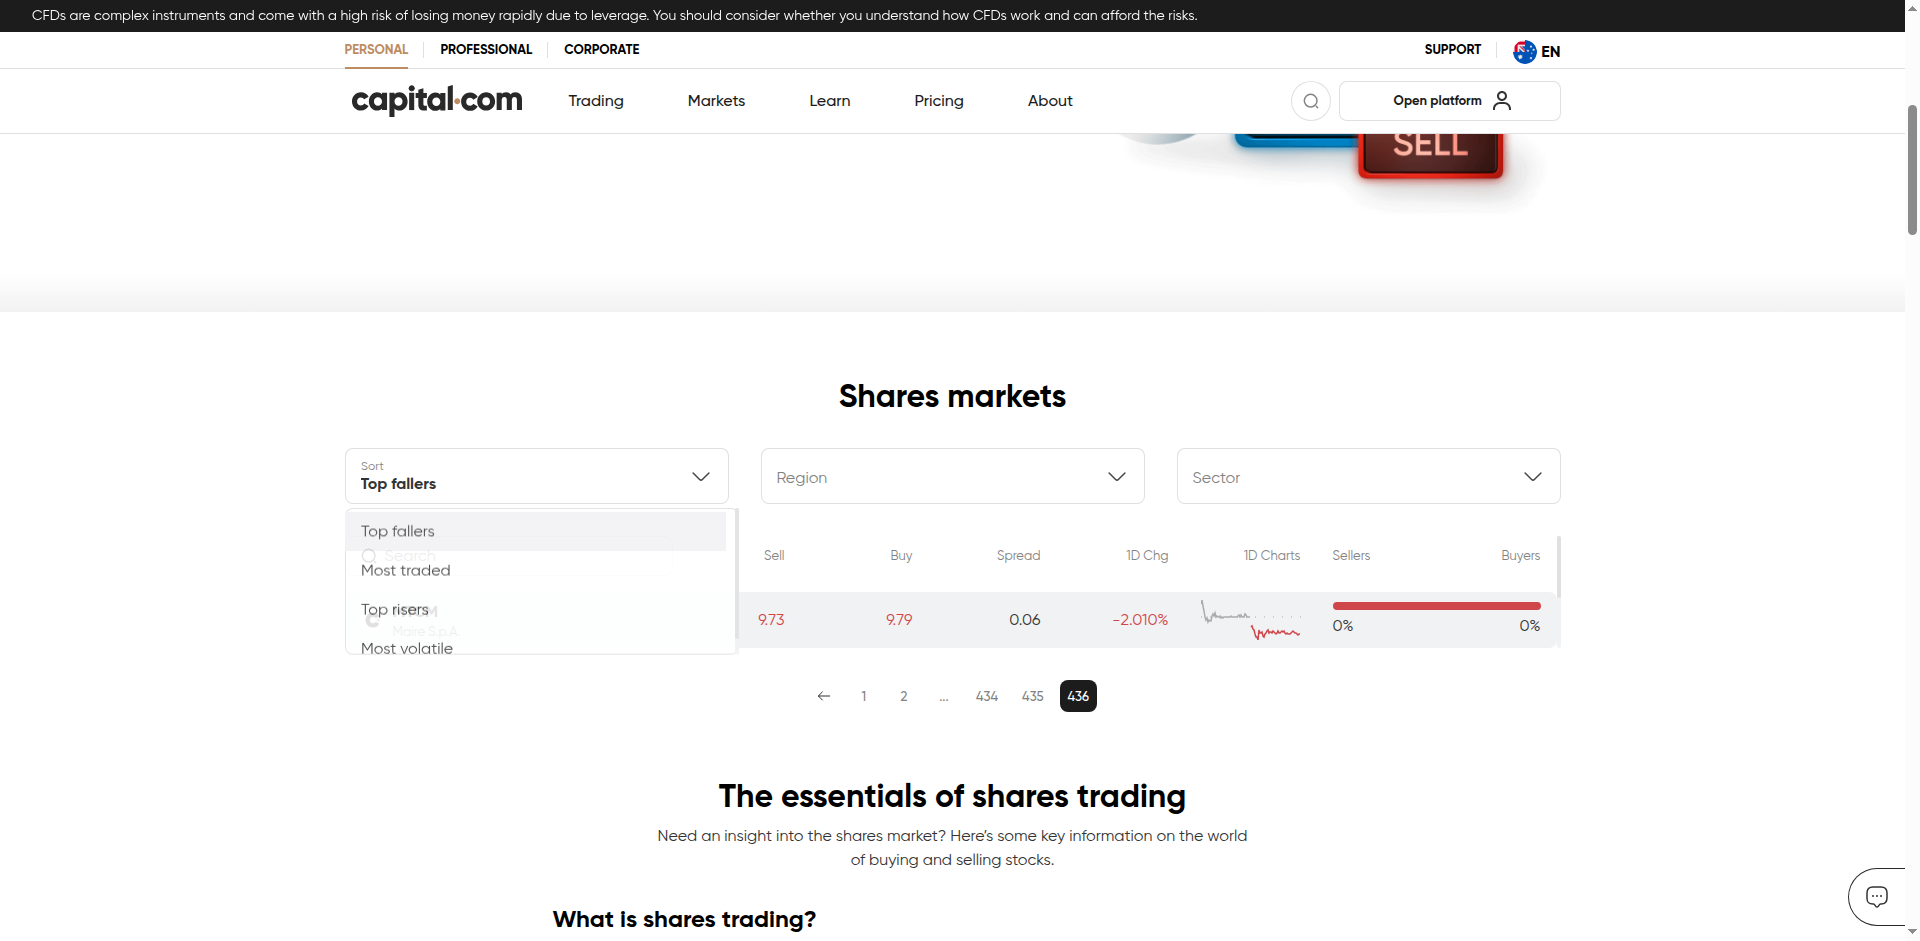 CFDs are complex instruments and come with a high risk of losing money rapidly due to leverage. You should consider whether you understand how CFDs work and can afford the risks.
PERSONAL PROFESSIONAL CORPORATE SUPPORT EN
capital.com Trading Markets Learn Pricing About Open platform
SELL
Shares markets
Sort
Top fallers
Region
Sector
Top fallers
Search
Most traded
Top risers
Maire S.p.A.
Most volatile
Sell Buy Spread 1D Chg 1D Charts Sellers Buyers
9.73 9.79 0.06 -2.010% 0% 0%
1 2 ... 434 435 436
The essentials of shares trading
Need an insight into the shares market? Here's some key information on the world
of buying and selling stocks.
What is shares trading?